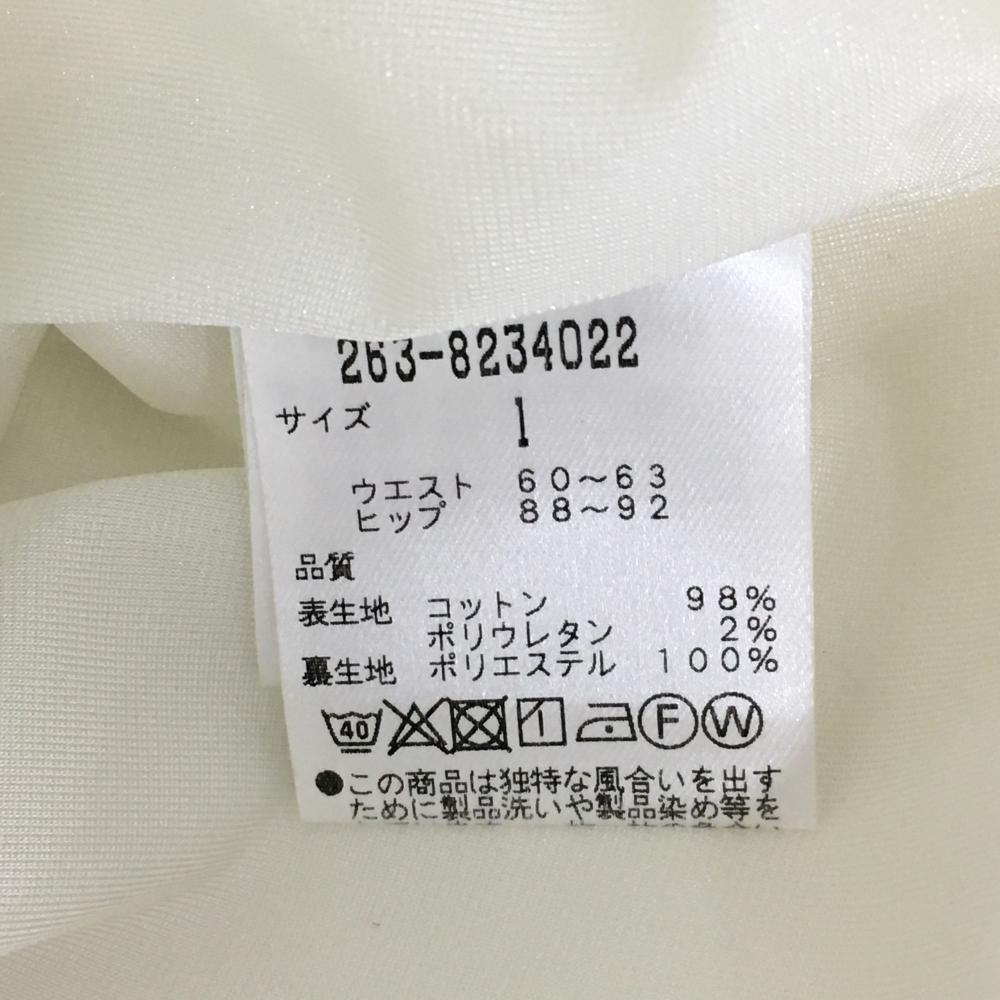 263-8234022
サイズ 1
ウエスト 60～63
ヒップ 88～92
品質
表生地 コットン 98%
ポリウレタン 2%
裏生地 ポリエステル 100%
40 F W
●この商品は独特な風合いを出す
ために製品洗いや製品染め等を